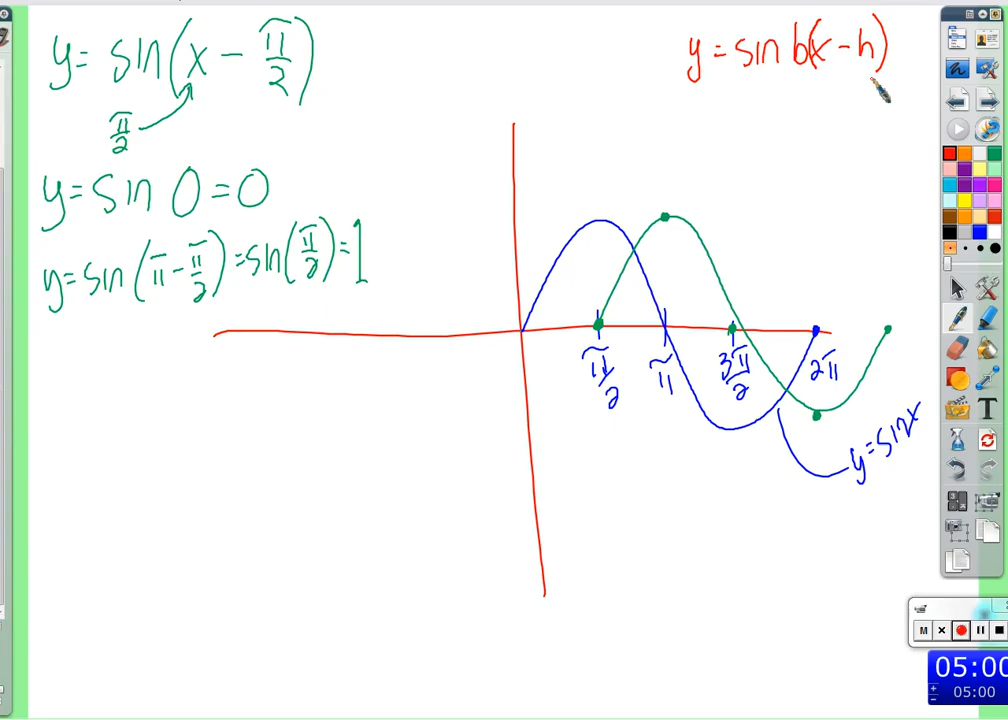 y = sin(x - π/2)
y = sin b(x - h)
π/2
y = sin 0 = 0
y = sin(π - π/2) = sin(π/2) = 1
π/2 π 3π/2 2π
y = sin x
M
05:00
05:00